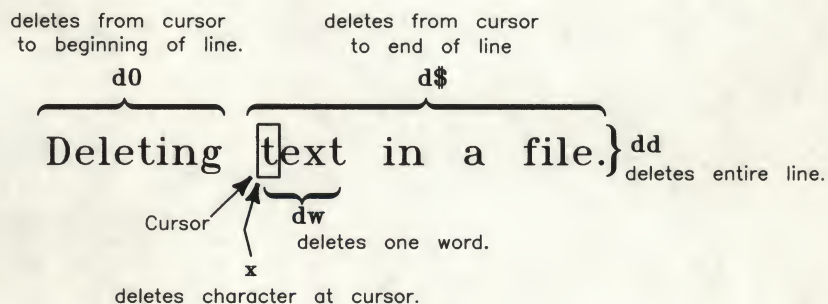 deletes from cursor
to beginning of line.
d0
deletes from cursor
to end of line
d$
Deleting text in a file.
dd
deletes entire line.
Cursor
dw
deletes one word.
x
deletes character at cursor.